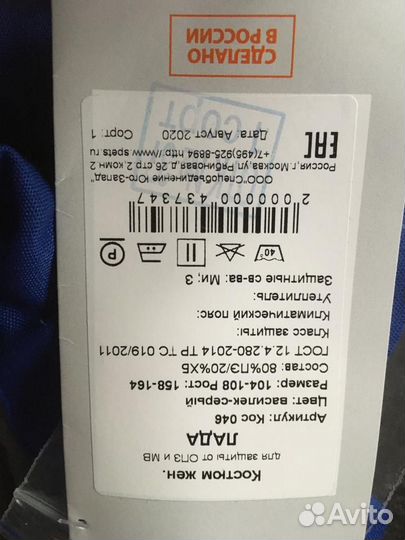 СДЕЛАНО
В РОССИИ
Костюм жен.
для защиты от ОПЗ и МВ
ЛАДА
Артикул: Кос 046
Цвет: Василек-серый
Размер: 104-108 Рост: 158-164
Состав: 80%ПЭ/20%ХБ
ГОСТ 12.4.280-2014 ТР ТС 019/2011
Класс защиты:
Климатический пояс:
Утеплитель:
Защитные св-ва: Ми, З
40°
P
2 000000 437347
ООО"Спецобъединение Юго-Запад"
Россия,г.Москва,ул.Рябиновая,д.26 стр 2 комн 2
+7(495)925-8894 http://www.spets.ru
Дата: Август 2020 Сорт: 1
ЕАС
СОРТ
Avito